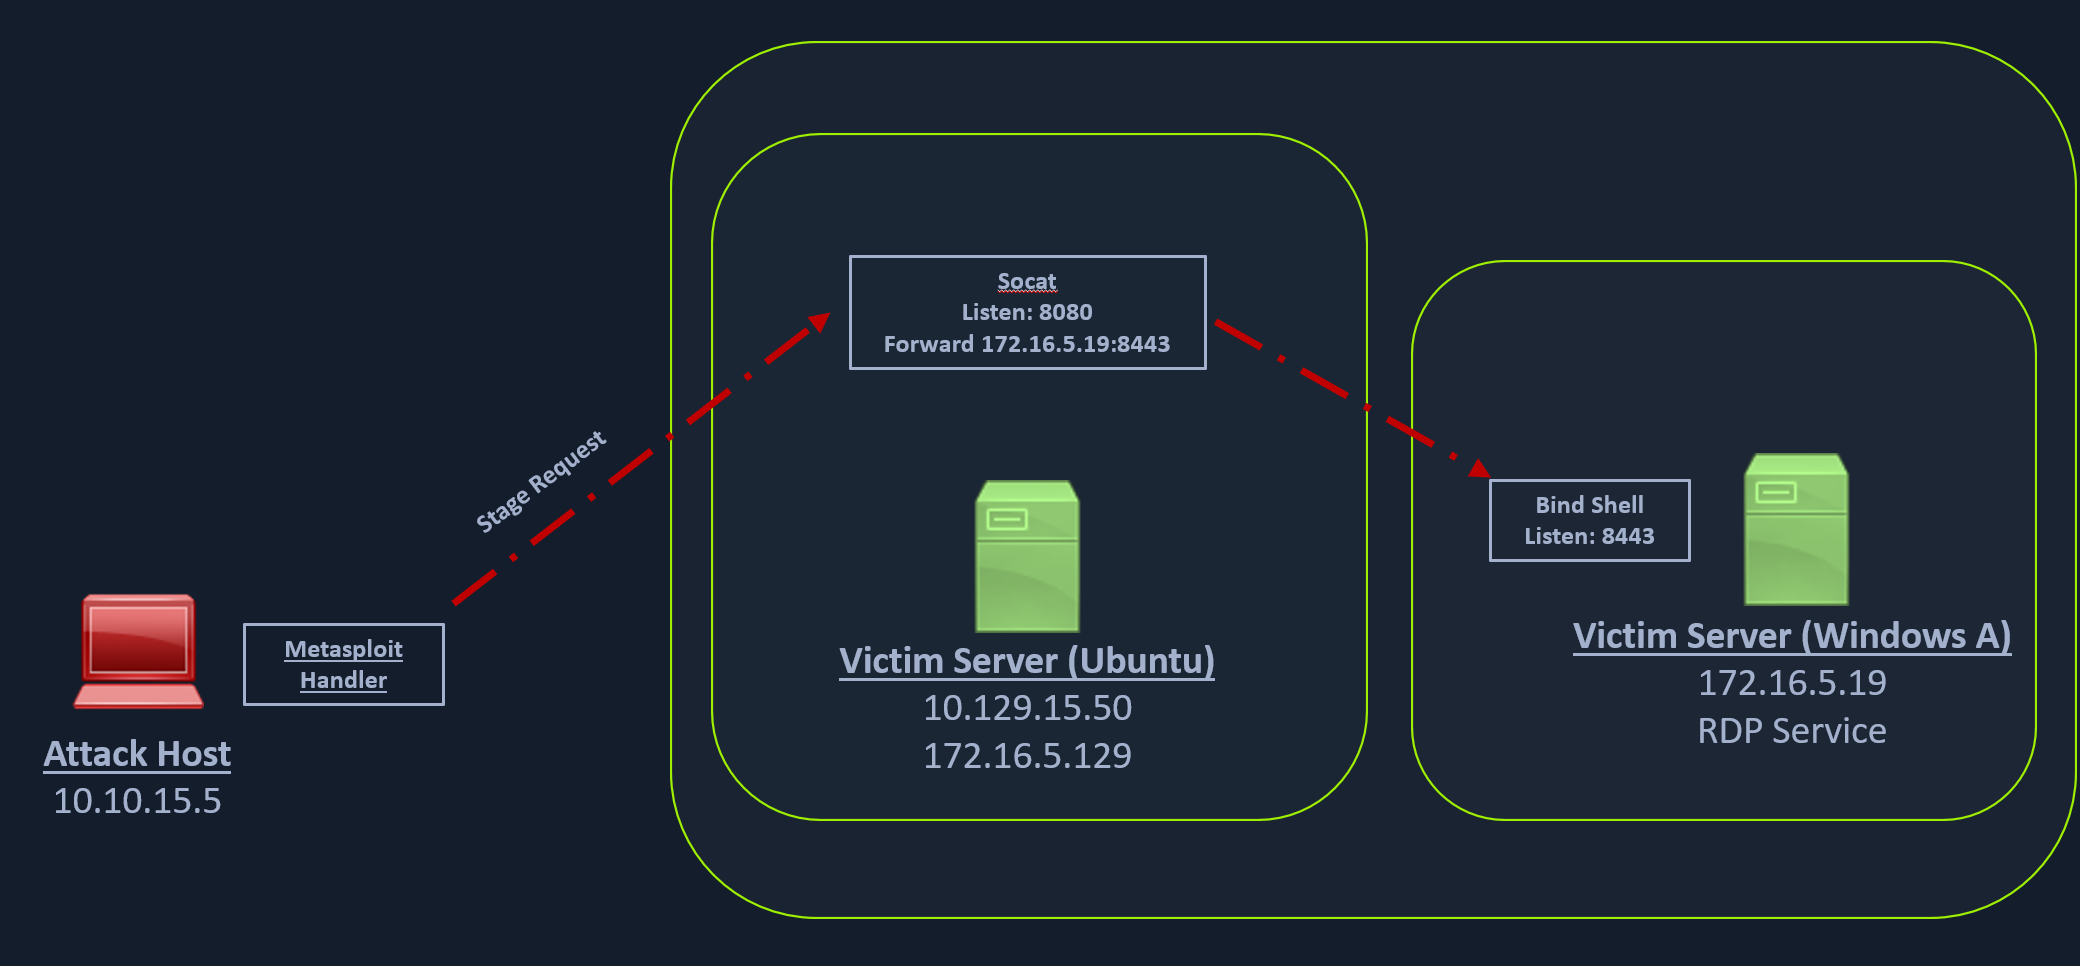 Socat
Listen: 8080
Forward 172.16.5.19:8443
Stage Request
Bind Shell
Listen: 8443
Metasploit
Handler
Attack Host
10.10.15.5
Victim Server (Ubuntu)
10.129.15.50
172.16.5.129
Victim Server (Windows A)
172.16.5.19
RDP Service